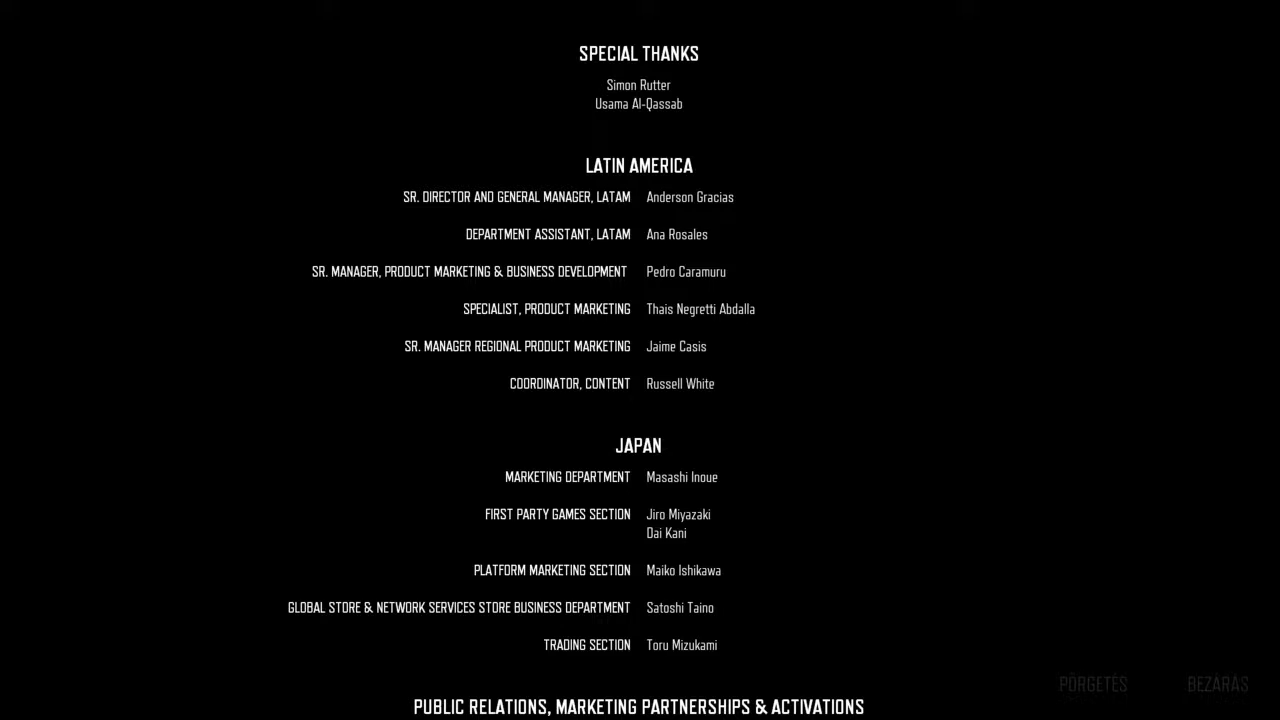 SPECIAL THANKS
Simon Rutter
Usama Al-Qassab
LATIN AMERICA
SR. DIRECTOR AND GENERAL MANAGER, LATAM Anderson Gracias
DEPARTMENT ASSISTANT, LATAM Ana Rosales
SR. MANAGER, PRODUCT MARKETING & BUSINESS DEVELOPMENT Pedro Caramuru
SPECIALIST, PRODUCT MARKETING Thais Negretti Abdalla
SR. MANAGER REGIONAL PRODUCT MARKETING Jaime Casis
COORDINATOR, CONTENT Russell White
JAPAN
MARKETING DEPARTMENT Masashi Inoue
FIRST PARTY GAMES SECTION Jiro Miyazaki
Dai Kani
PLATFORM MARKETING SECTION Maiko Ishikawa
GLOBAL STORE & NETWORK SERVICES STORE BUSINESS DEPARTMENT Satoshi Taino
TRADING SECTION Toru Mizukami
PÖRGETÉS BEZÁRÁS
PUBLIC RELATIONS, MARKETING PARTNERSHIPS & ACTIVATIONS